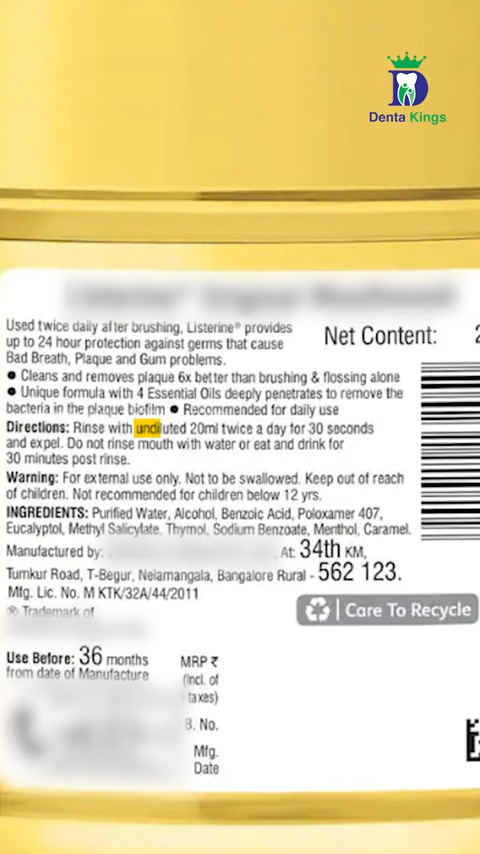 Denta Kings
Used twice daily after brushing, Listerine® provides
up to 24 hour protection against germs that cause
Bad Breath, Plaque and Gum problems.
Net Content:
● Cleans and removes plaque 6x better than brushing & flossing alone
● Unique formula with 4 Essential Oils deeply penetrates to remove the
bacteria in the plaque biofilm ● Recommended for daily use
Directions: Rinse with undiluted 20ml twice a day for 30 seconds
and expel. Do not rinse mouth with water or eat and drink for
30 minutes post rinse.
Warning: For external use only. Not to be swallowed. Keep out of reach
of children. Not recommended for children below 12 yrs.
INGREDIENTS: Purified Water, Alcohol, Benzoic Acid, Poloxamer 407,
Eucalyptol, Methyl Salicylate, Thymol, Sodium Benzoate, Menthol, Caramel.
Manufactured by: At: 34th KM,
Tumkur Road, T-Begur, Nelamangala, Bangalore Rural - 562 123.
Mfg. Lic. No. M KTK/32A/44/2011
® Trademark of
Care To Recycle
Use Before: 36 months
from date of Manufacture
MRP ₹
(Incl. of
taxes)
B. No.
Mfg.
Date